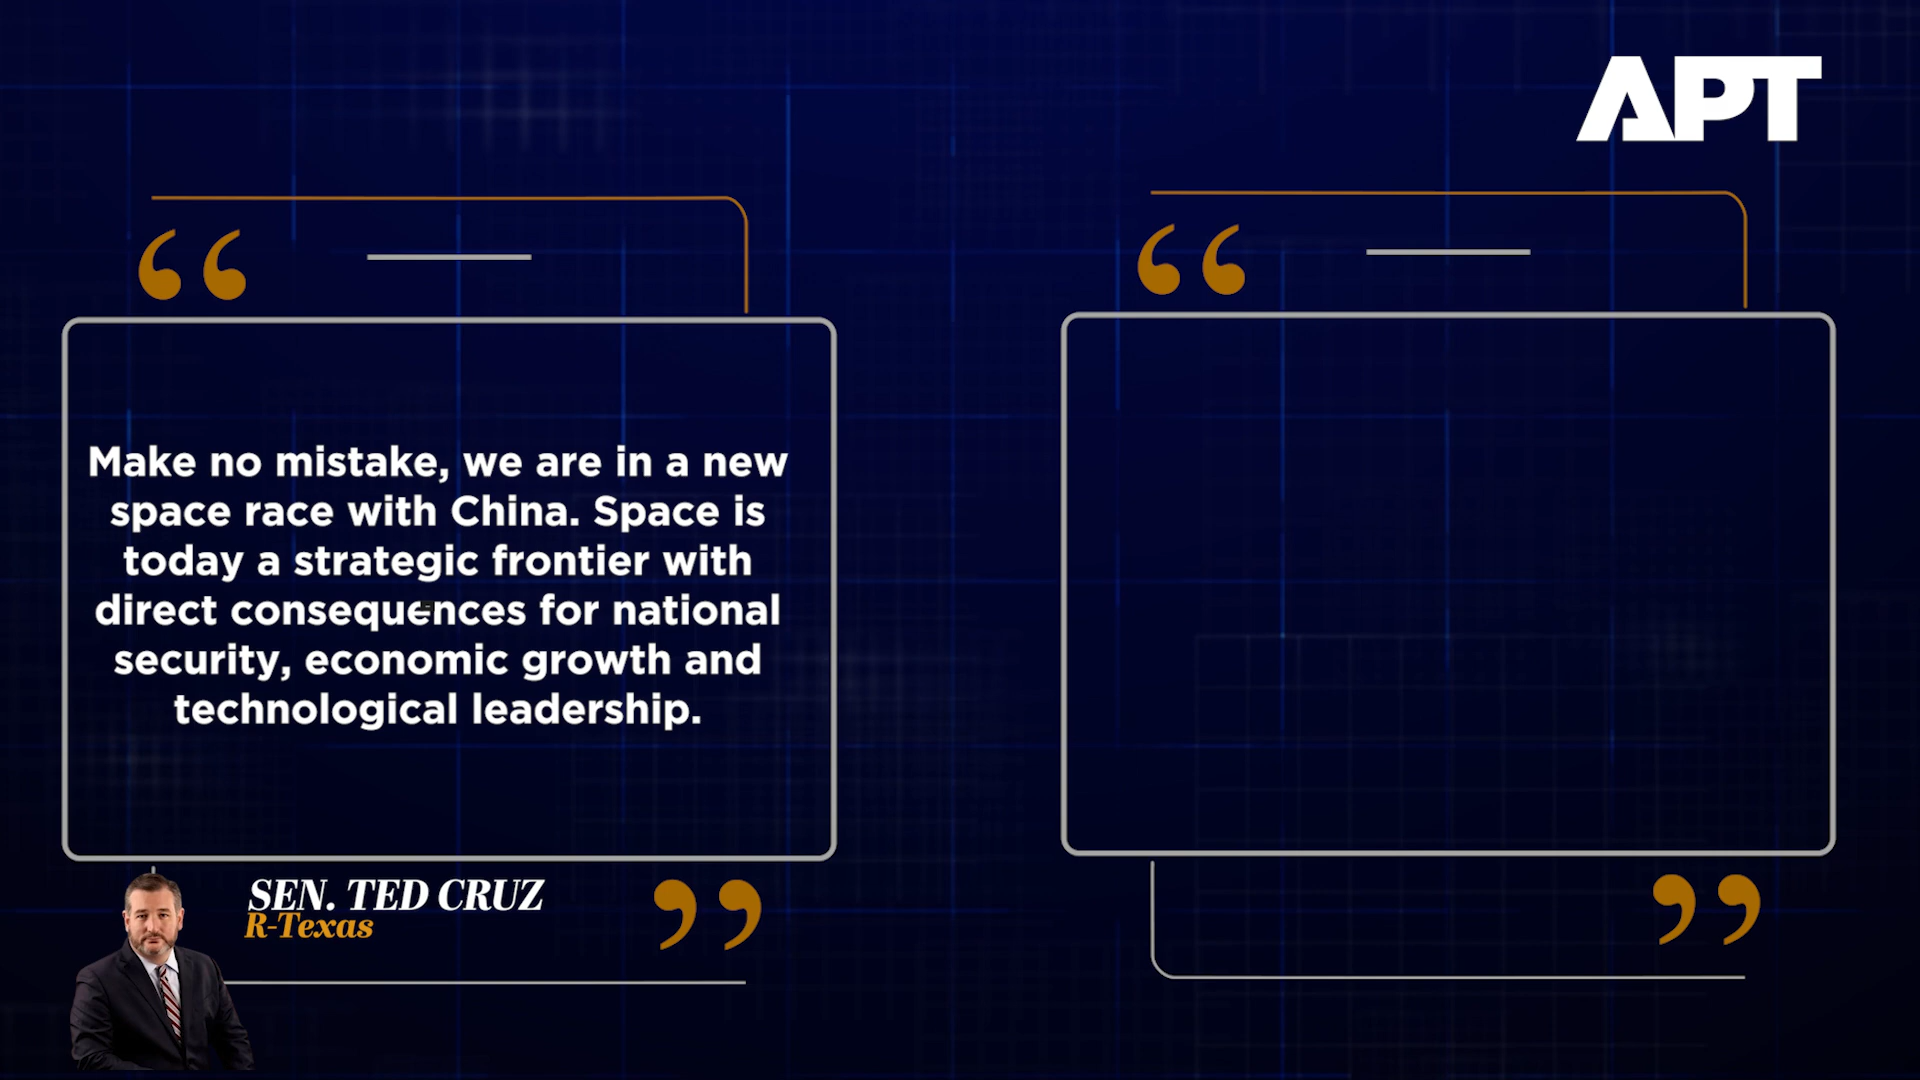 APT
Make no mistake, we are in a new
space race with China. Space is
today a strategic frontier with
direct consequences for national
security, economic growth and
technological leadership.
SEN. TED CRUZ
R-Texas